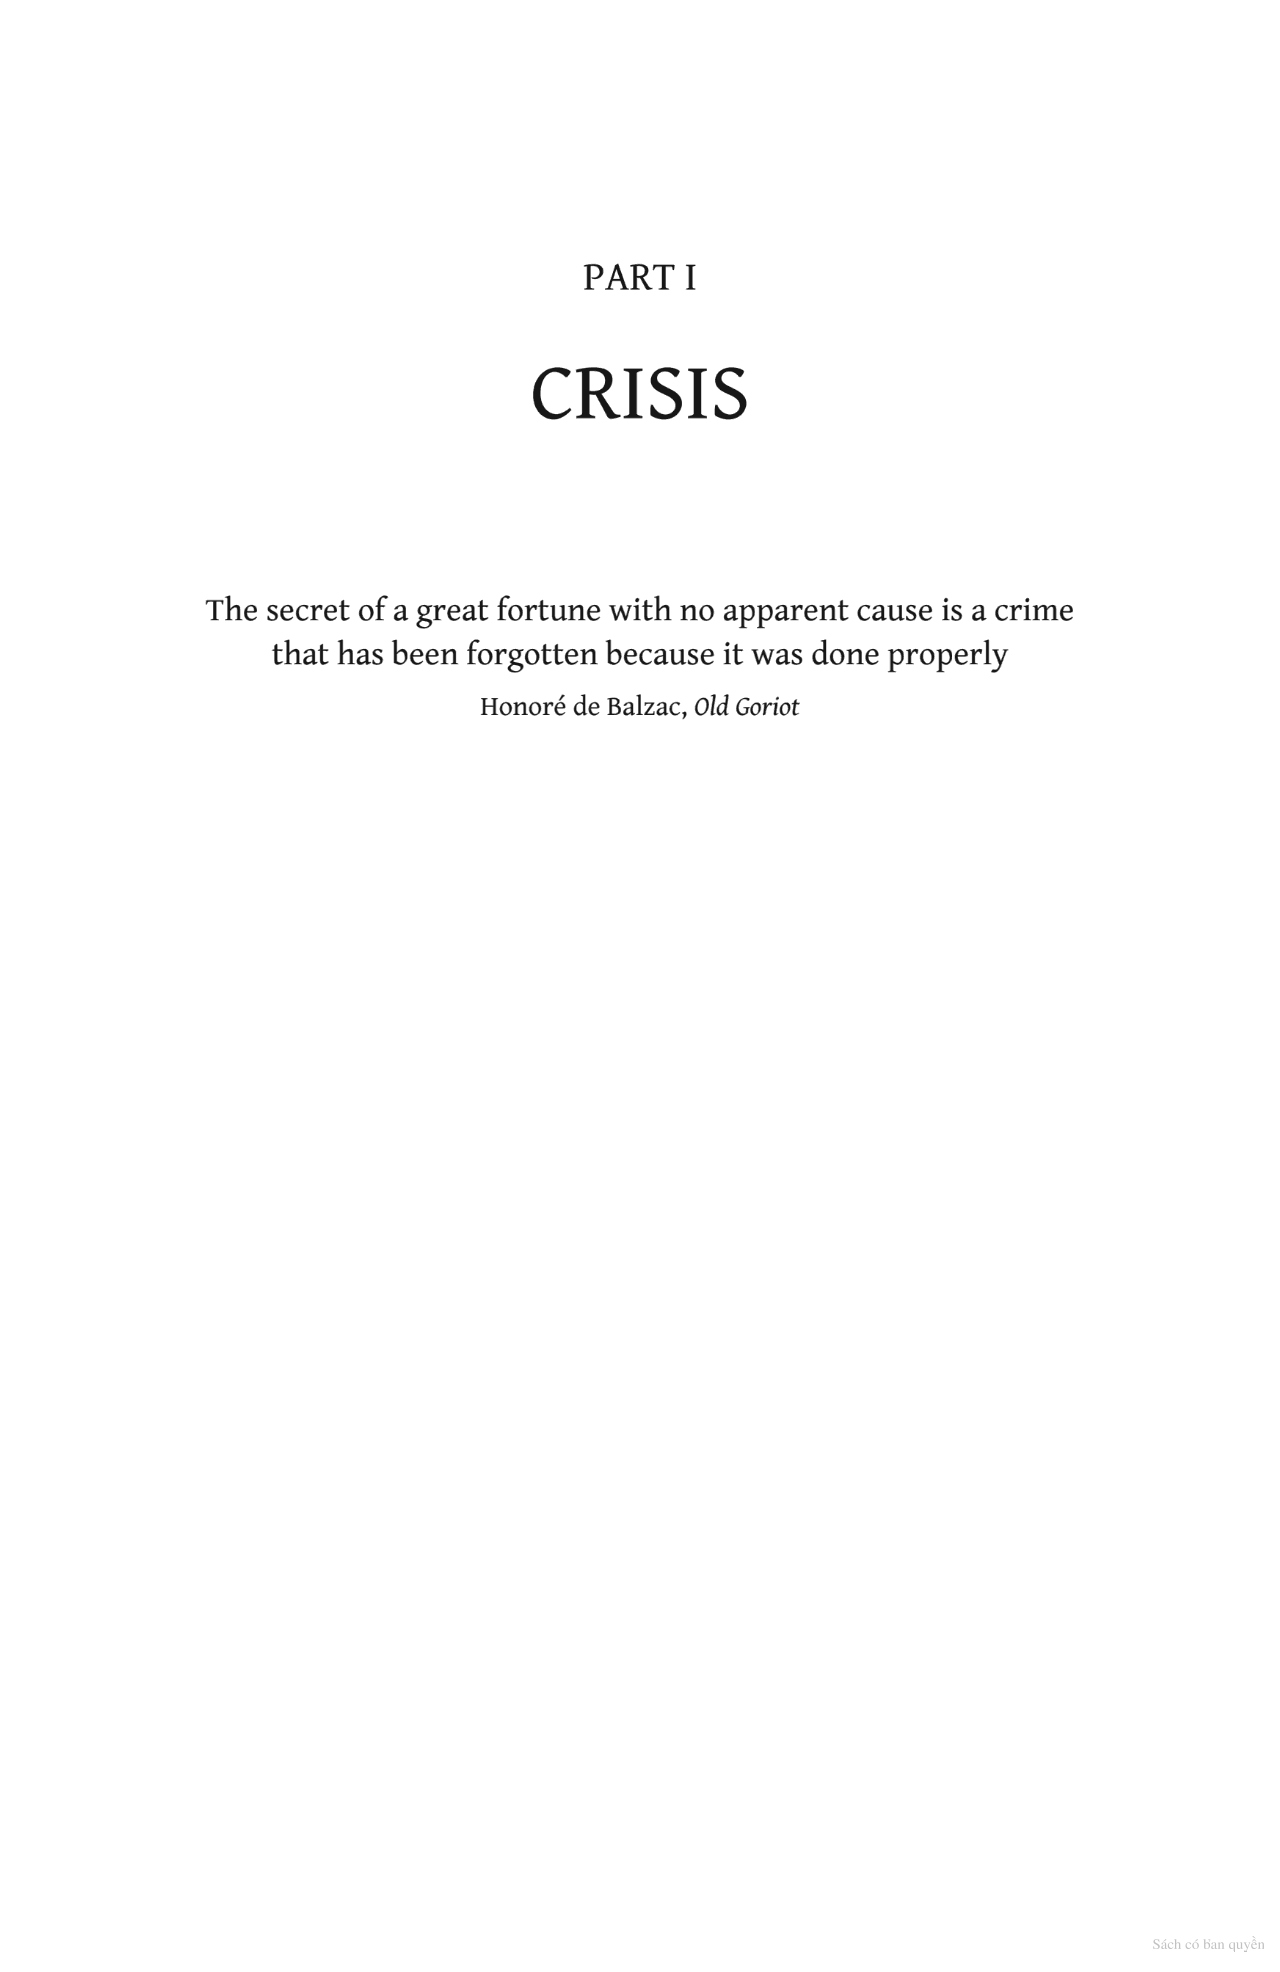 PART I
CRISIS
The secret of a great fortune with no apparent cause is a crime
that has been forgotten because it was done properly
Honoré de Balzac, Old Goriot
Sách có bản quyền